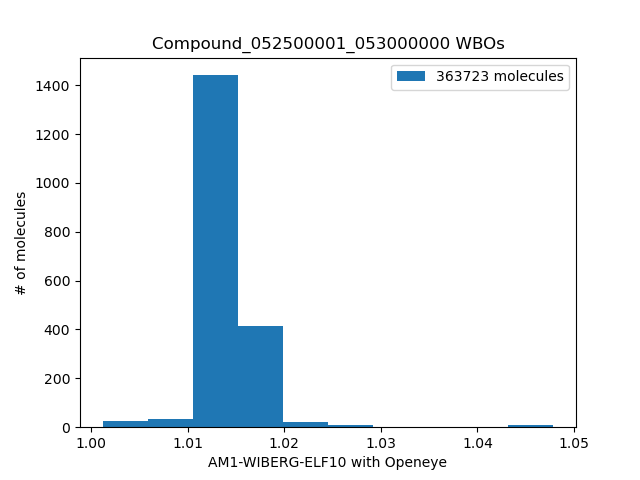 Compound_052500001_053000000 WBOs
363723 molecules
1400
1200
1000
800
600
400
200
0
# of molecules
1.00 1.01 1.02 1.03 1.04 1.05
AM1-WIBERG-ELF10 with Openeye